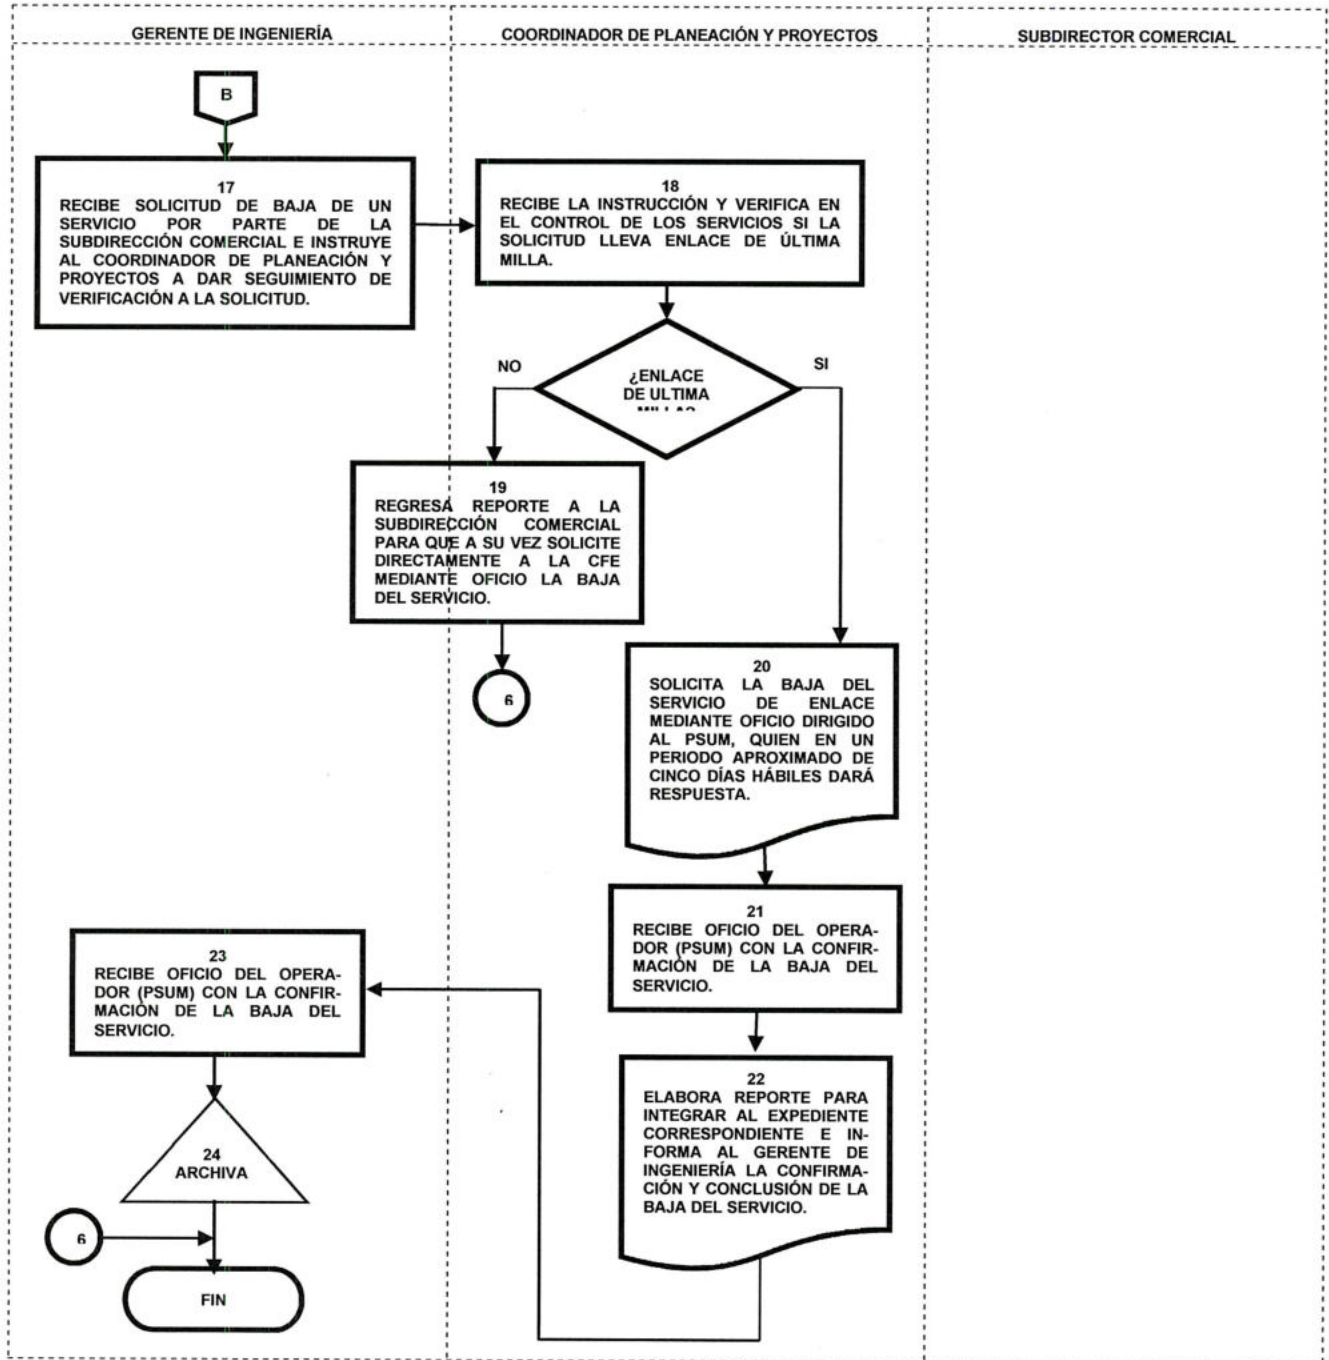 GERENTE DE INGENIERÍA
COORDINADOR DE PLANEACIÓN Y PROYECTOS
SUBDIRECTOR COMERCIAL
B
17
RECIBE SOLICITUD DE BAJA DE UN
SERVICIO POR PARTE DE LA
SUBDIRECCIÓN COMERCIAL E INSTRUYE
AL COORDINADOR DE PLANEACIÓN Y
PROYECTOS A DAR SEGUIMIENTO DE
VERIFICACIÓN A LA SOLICITUD.
18
RECIBE LA INSTRUCCIÓN Y VERIFICA EN
EL CONTROL DE LOS SERVICIOS SI LA
SOLICITUD LLEVA ENLACE DE ÚLTIMA
MILLA.
NO
¿ENLACE
DE ULTIMA
MILLA?
SI
19
REGRESA REPORTE A LA
SUBDIRECCIÓN COMERCIAL
PARA QUE A SU VEZ SOLICITE
DIRECTAMENTE A LA CFE
MEDIANTE OFICIO LA BAJA
DEL SERVICIO.
6
20
SOLICITA LA BAJA DEL
SERVICIO DE ENLACE
MEDIANTE OFICIO DIRIGIDO
AL PSUM, QUIEN EN UN
PERIODO APROXIMADO DE
CINCO DÍAS HÁBILES DARÁ
RESPUESTA.
21
RECIBE OFICIO DEL OPERA-
DOR (PSUM) CON LA CONFIR-
MACIÓN DE LA BAJA DEL
SERVICIO.
22
ELABORA REPORTE PARA
INTEGRAR AL EXPEDIENTE
CORRESPONDIENTE E IN-
FORMA AL GERENTE DE
INGENIERÍA LA CONFIRMA-
CIÓN Y CONCLUSIÓN DE LA
BAJA DEL SERVICIO.
23
RECIBE OFICIO DEL OPERA-
DOR (PSUM) CON LA CONFIR-
MACIÓN DE LA BAJA DEL
SERVICIO.
24
ARCHIVA
6
FIN